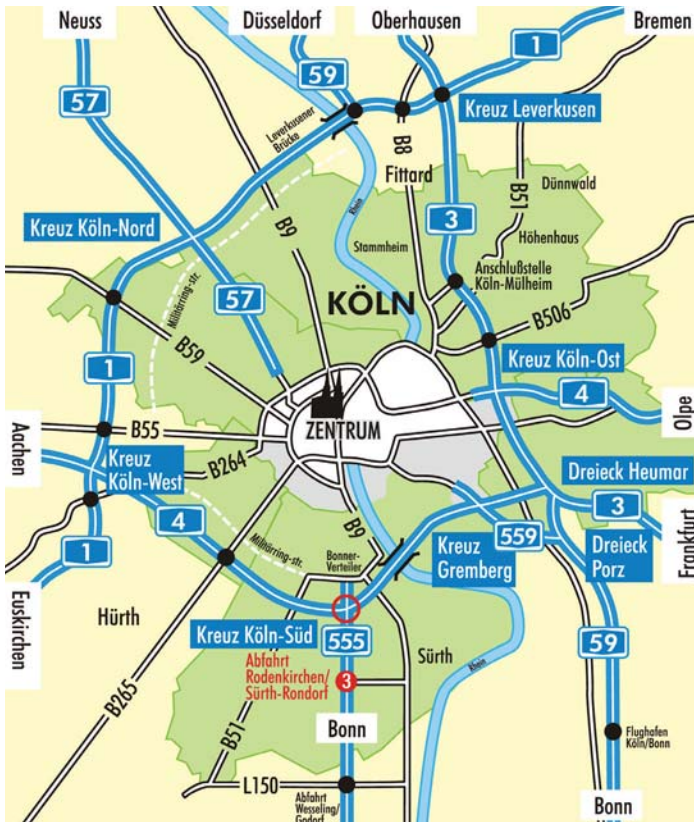 Neuss
Düsseldorf
Oberhausen
Bremen
1
59
57
Kreuz Leverkusen
Leverkusener
Brücke
B8
Fittard
B51
Dünnwald
Rhein
3
Höhenhaus
Kreuz Köln-Nord
B9
Stammheim
Anschlußstelle
Köln-Mülheim
Militärring-str.
57
KÖLN
B506
B59
Kreuz Köln-Ost
1
4
Olpe
Aachen
B55
ZENTRUM
Kreuz
Köln-West
B264
Dreieck Heumar
3
Frankfurt
4
Militärring-str.
B9
559
Bonner-
Verteiler
Kreuz
Gremberg
Dreieck
Porz
1
Euskirchen
Hürth
Kreuz Köln-Süd
555
59
Abfahrt
Rodenkirchen/
Sürth-Rondorf
3
Sürth
Rhein
B265
B51
Bonn
Flughafen
Köln/Bonn
L150
Abfahrt
Wesseling/
Godorf
Bonn